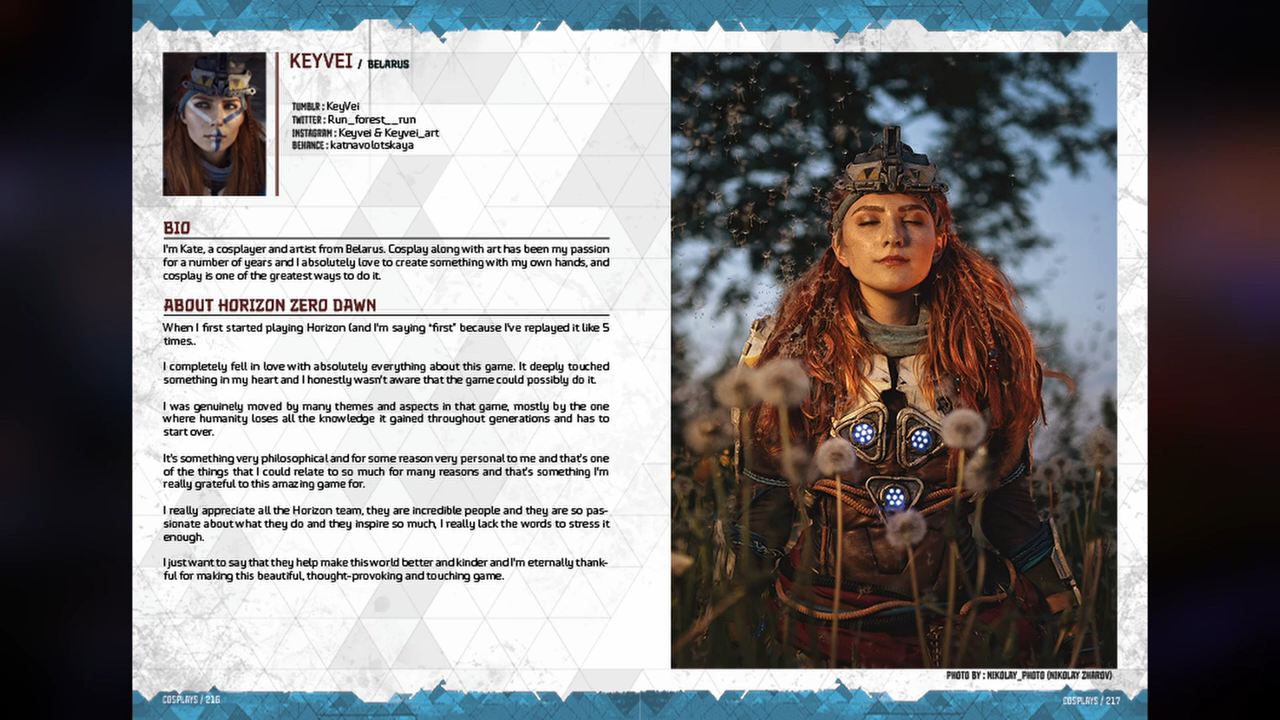 KEYVEI / BELARUS
TUMBLR : KeyVei
TWITTER : Run_forest__run
INSTAGRAM : Keyvei & Keyvei_art
BEHANCE : katnavolotskaya
BIO
I'm Kate, a cosplayer and artist from Belarus. Cosplay along with art has been my passion
for a number of years and I absolutely love to create something with my own hands, and
cosplay is one of the greatest ways to do it.
ABOUT HORIZON ZERO DAWN
When I first started playing Horizon (and I'm saying "first" because I've replayed it like 5
times..
I completely fell in love with absolutely everything about this game. It deeply touched
something in my heart and I honestly wasn't aware that the game could possibly do it.
I was genuinely moved by many themes and aspects in that game, mostly by the one
where humanity loses all the knowledge it gained throughout generations and has to
start over.
It's something very philosophical and for some reason very personal to me and that's one
of the things that I could relate to so much for many reasons and that's something I'm
really grateful to this amazing game for.
I really appreciate all the Horizon team, they are incredible people and they are so pas-
sionate about what they do and they inspire so much, I really lack the words to stress it
enough.
I just want to say that they help make this world better and kinder and I'm eternally thank-
ful for making this beautiful, thought-provoking and touching game.
PHOTO BY : NIKOLAY_PHOTO (NIKOLAY ZHAROV)
COSPLAYS / 216
COSPLAYS / 217